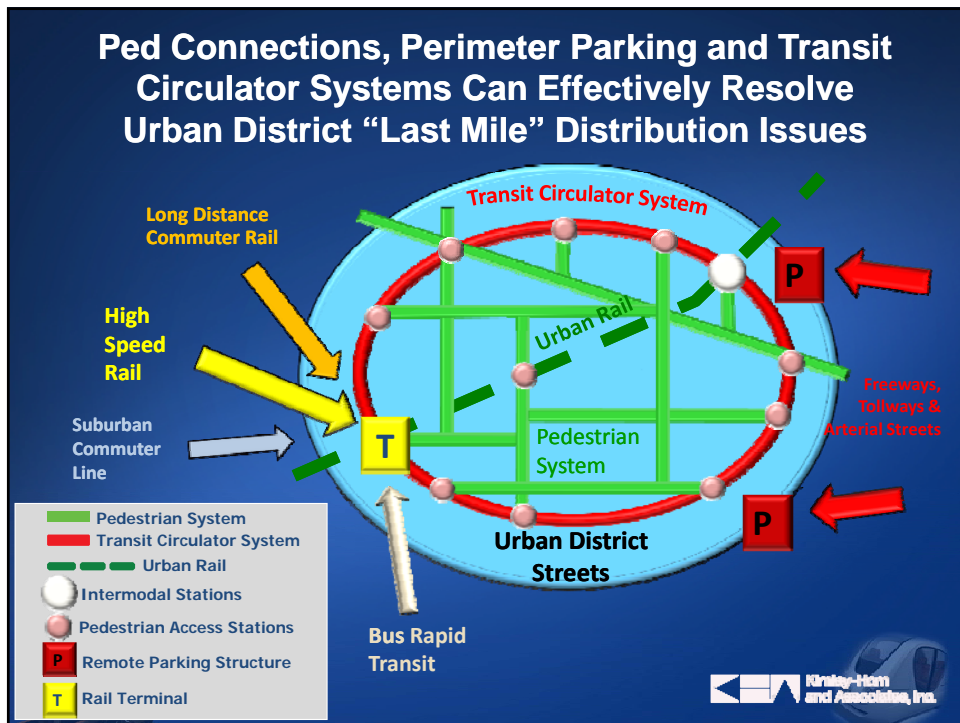 Ped Connections, Perimeter Parking and Transit
Circulator Systems Can Effectively Resolve
Urban District “Last Mile” Distribution Issues
Transit Circulator System
Long Distance
Commuter Rail
P
High
Speed
Rail
Urban Rail
Freeways,
Tollways &
Arterial Streets
Suburban
Commuter
Line
T
Pedestrian
System
P
Urban District
Streets
Pedestrian System
Transit Circulator System
Urban Rail
Intermodal Stations
Pedestrian Access Stations
P Remote Parking Structure
T Rail Terminal
Bus Rapid
Transit
Kimley-Horn
and Associates, Inc.